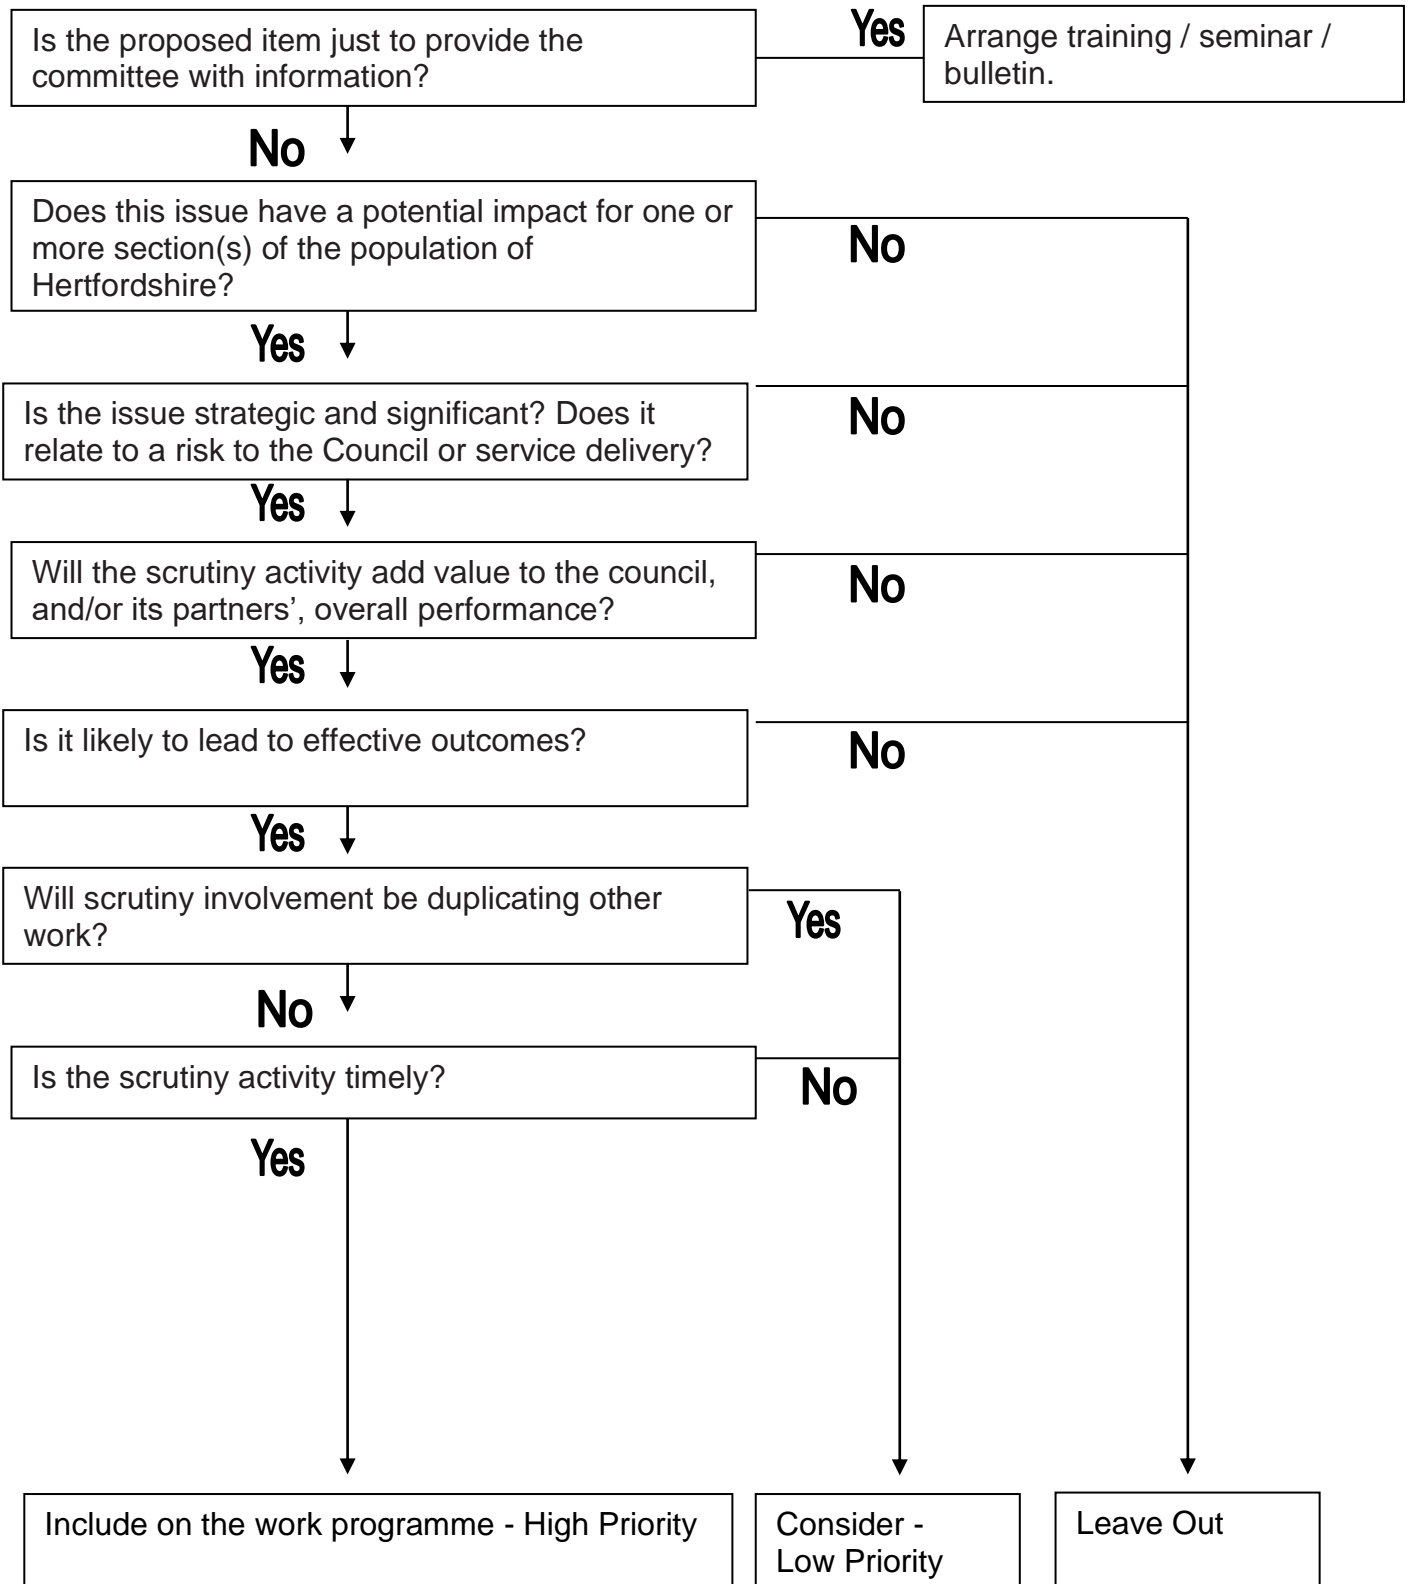 Is the proposed item just to provide the
committee with information?
Yes
Arrange training / seminar /
bulletin.
No
Does this issue have a potential impact for one or
more section(s) of the population of
Hertfordshire?
No
Yes
Is the issue strategic and significant? Does it
relate to a risk to the Council or service delivery?
No
Yes
Will the scrutiny activity add value to the council,
and/or its partners’, overall performance?
No
Yes
Is it likely to lead to effective outcomes?
No
Yes
Will scrutiny involvement be duplicating other
work?
Yes
No
Is the scrutiny activity timely?
No
Yes
Include on the work programme - High Priority
Consider -
Low Priority
Leave Out